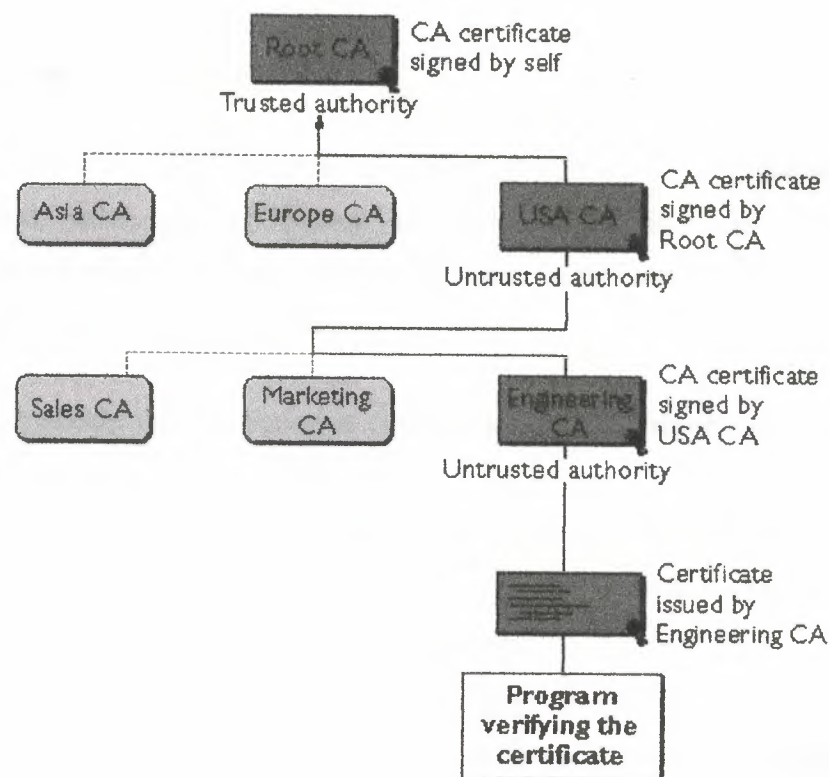 Root CA
CA certificate
signed by self
Trusted authority
Asia CA
Europe CA
USA CA
CA certificate
signed by
Root CA
Untrusted authority
Sales CA
Marketing
CA
Engineering
CA
CA certificate
signed by
USA CA
Untrusted authority
Certificate
issued by
Engineering CA
Program
verifying the
certificate